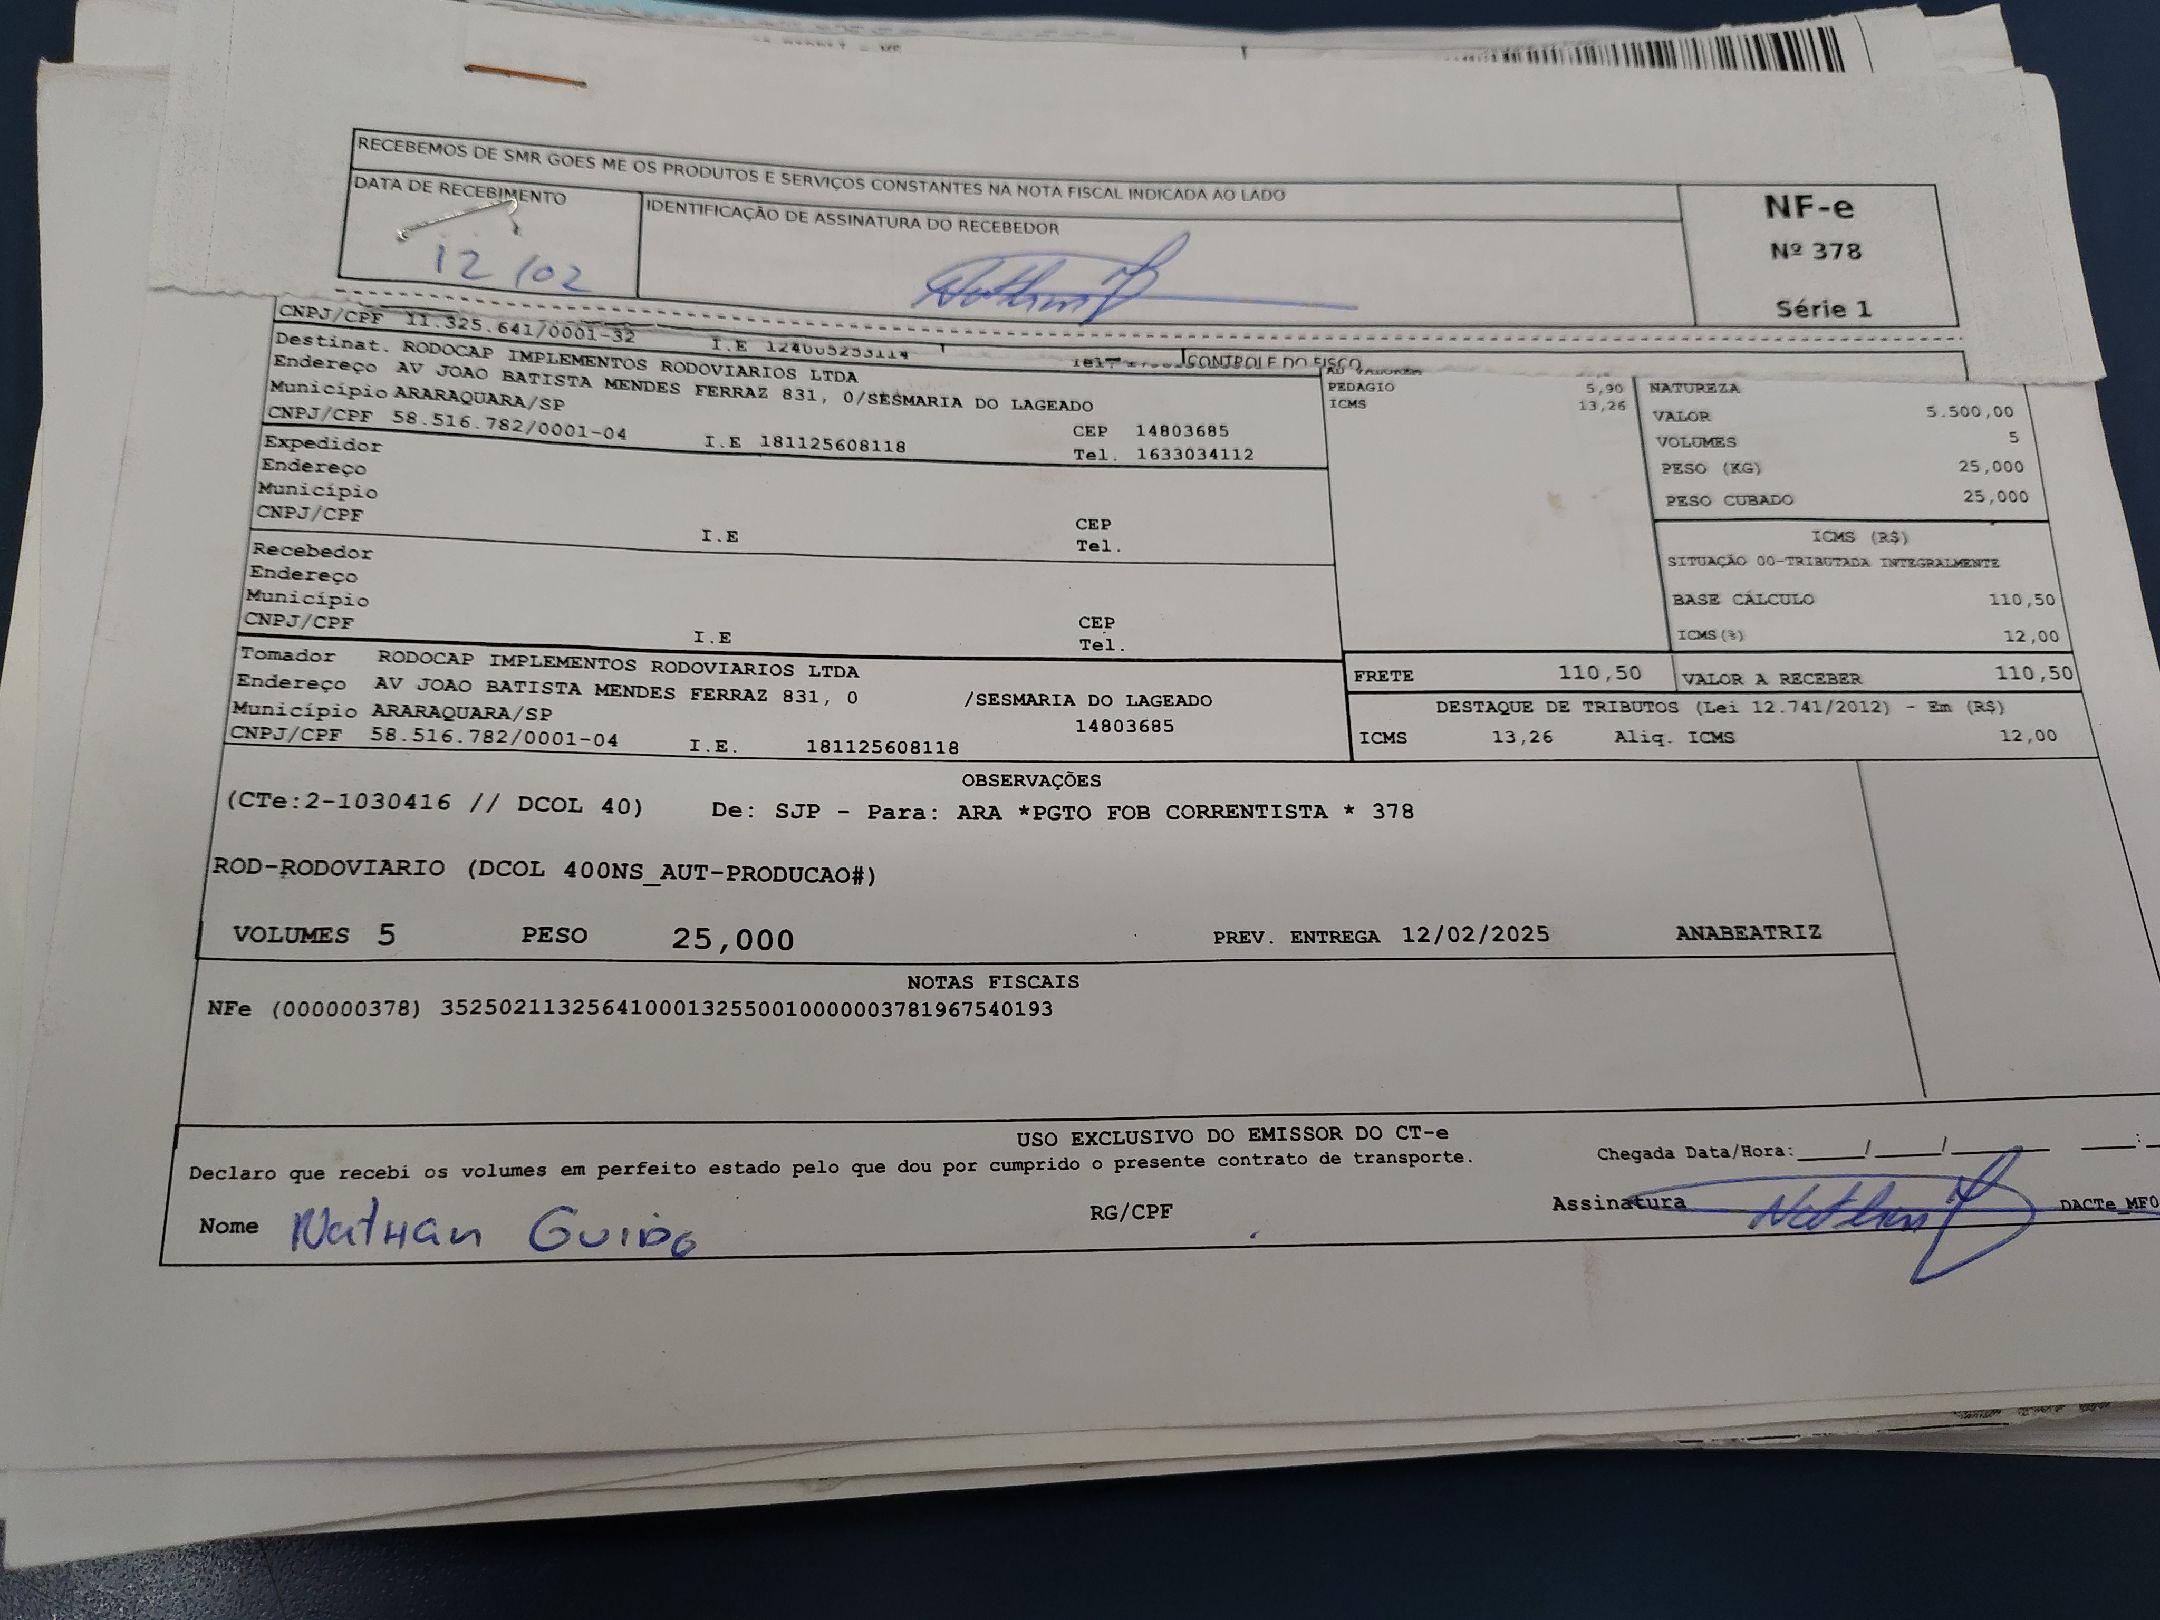 RECEBEMOS DE SMR GOES ME OS PRODUTOS E SERVIÇOS CONSTANTES NA NOTA FISCAL INDICADA AO LADO
DATA DE RECEBIMENTO
12/02
IDENTIFICAÇÃO DE ASSINATURA DO RECEBEDOR
NF-e
Nº 378
Série 1
CNPJ/CPF 11.325.641/0001-32 I.E
CONTROLE DO FISCO
Destinat. RODOCAP IMPLEMENTOS RODOVIARIOS LTDA
Endereço AV JOAO BATISTA MENDES FERRAZ 831, 0/SESMARIA DO LAGEADO
Município ARARAQUARA/SP CEP 14803685
CNPJ/CPF 58.516.782/0001-04 I.E 181125608118 Tel. 1633034112
Expedidor
Endereço
Município CEP
CNPJ/CPF I.E Tel.
Recebedor
Endereço
Município CEP
CNPJ/CPF I.E Tel.
Tomador RODOCAP IMPLEMENTOS RODOVIARIOS LTDA
Endereço AV JOAO BATISTA MENDES FERRAZ 831, 0 /SESMARIA DO LAGEADO
Município ARARAQUARA/SP 14803685
CNPJ/CPF 58.516.782/0001-04 I.E. 181125608118
PEDAGIO 5,90
ICMS 13,26
NATUREZA
VALOR 5.500,00
VOLUMES 5
PESO (KG) 25,000
PESO CUBADO 25,000
ICMS (R$)
SITUAÇÃO 00-TRIBUTADA INTEGRALMENTE
BASE CÁLCULO 110,50
ICMS(%) 12,00
FRETE 110,50 VALOR A RECEBER 110,50
DESTAQUE DE TRIBUTOS (Lei 12.741/2012) - Em (R$)
ICMS 13,26 Aliq. ICMS 12,00
OBSERVAÇÕES
(CTe:2-1030416 // DCOL 40) De: SJP - Para: ARA *PGTO FOB CORRENTISTA * 378
ROD-RODOVIARIO (DCOL 400NS_AUT-PRODUCAO#)
VOLUMES 5 PESO 25,000 PREV. ENTREGA 12/02/2025 ANABEATRIZ
NOTAS FISCAIS
NFe (000000378) 35250211325641000132550010000003781967540193
USO EXCLUSIVO DO EMISSOR DO CT-e
Declaro que recebi os volumes em perfeito estado pelo que dou por cumprido o presente contrato de transporte.
Chegada Data/Hora:_____/_____/_______ ____:
Nome Nathan Guido RG/CPF Assinatura DACTe_MF0